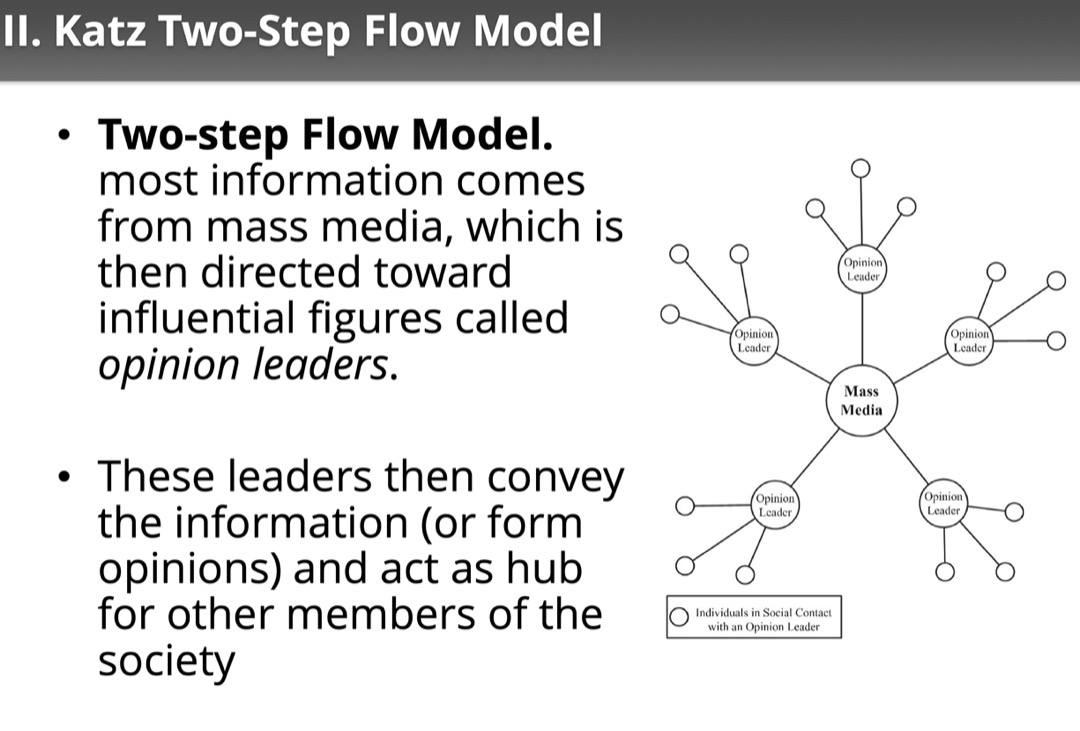 II. Katz Two-Step Flow Model
• Two-step Flow Model.
most information comes
from mass media, which is
then directed toward
influential figures called
opinion leaders.
• These leaders then convey
the information (or form
opinions) and act as hub
for other members of the
society
Opinion
Leader
Opinion
Leader
Opinion
Leader
Mass
Media
Opinion
Leader
Opinion
Leader
Individuals in Social Contact
with an Opinion Leader